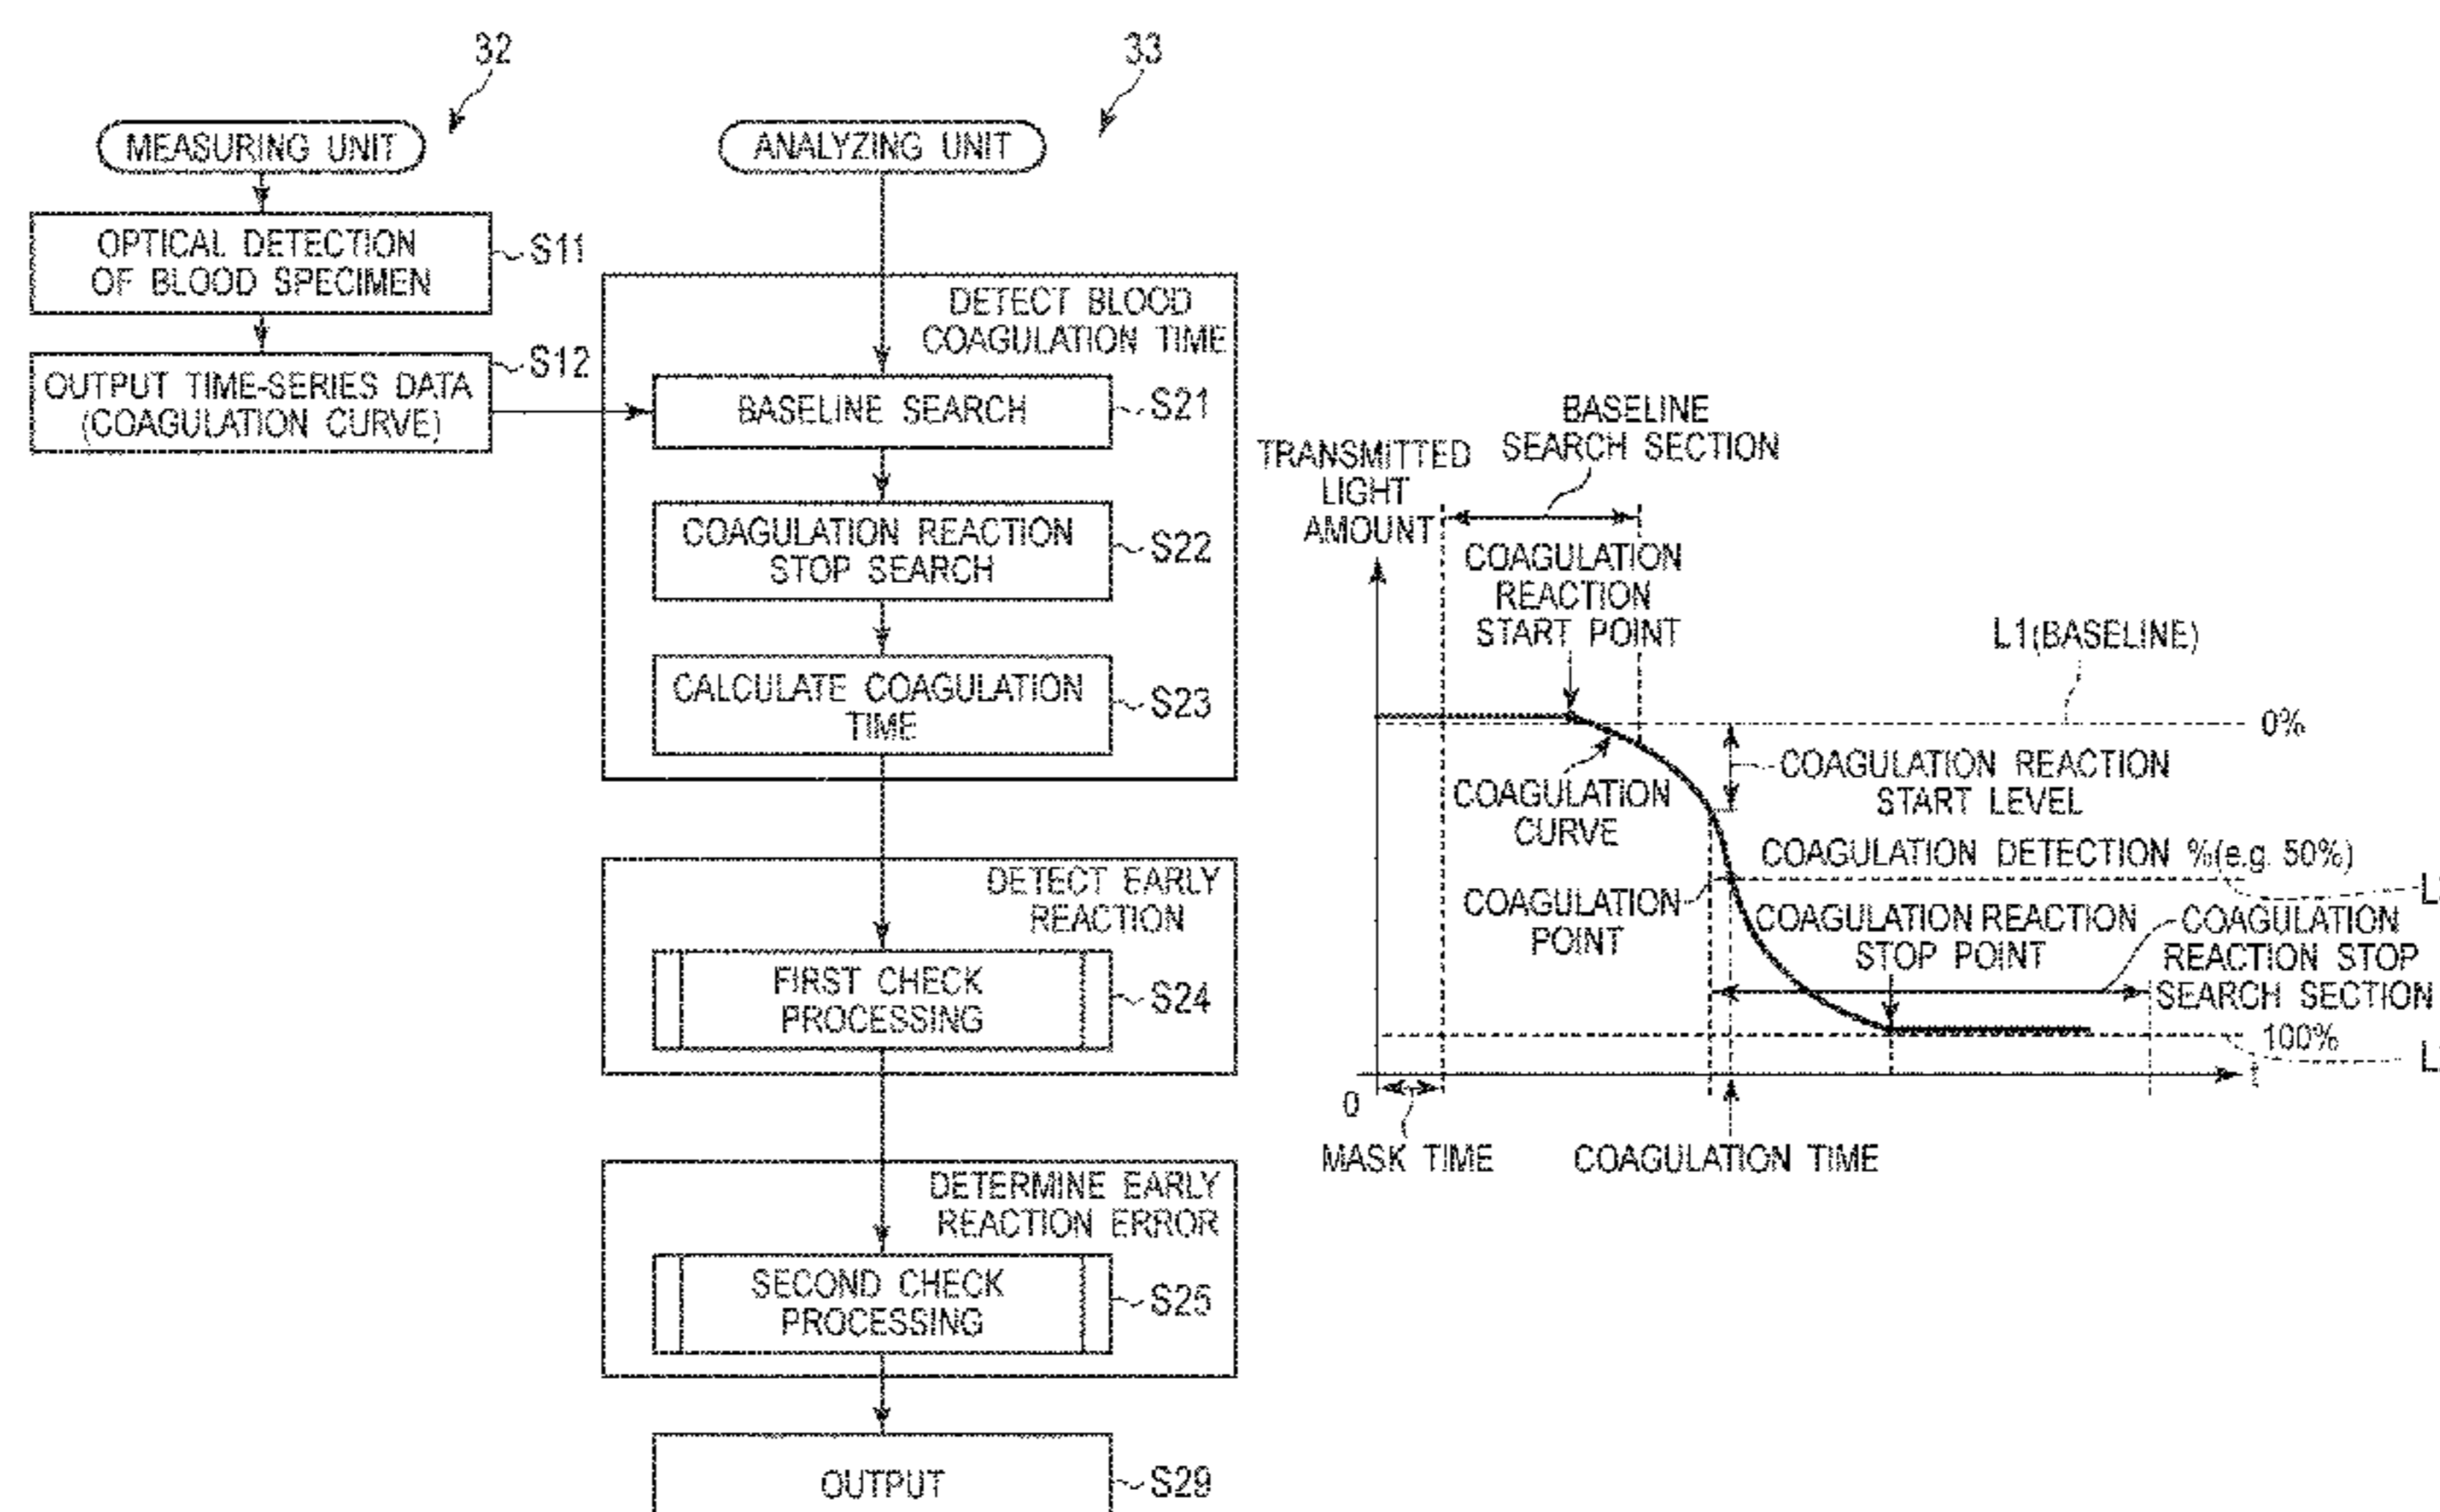 32
MEASURING UNIT
OPTICAL DETECTION
OF BLOOD SPECIMEN
S11
OUTPUT TIME-SERIES DATA
(COAGULATION CURVE)
S12
33
ANALYZING UNIT
DETECT BLOOD
COAGULATION TIME
BASELINE SEARCH
S21
COAGULATION REACTION
STOP SEARCH
S22
CALCULATE COAGULATION
TIME
S23
DETECT EARLY
REACTION
FIRST CHECK
PROCESSING
S24
DETERMINE EARLY
REACTION ERROR
SECOND CHECK
PROCESSING
S25
OUTPUT
S29
BASELINE
SEARCH SECTION
TRANSMITTED
LIGHT
AMOUNT
COAGULATION
REACTION
START POINT
L1(BASELINE)
0%
COAGULATION REACTION
START LEVEL
COAGULATION
CURVE
COAGULATION DETECTION %(e.g. 50%)
COAGULATION
POINT
COAGULATION REACTION
STOP POINT
COAGULATION
REACTION STOP
SEARCH SECTION
100%
0
MASK TIME
COAGULATION TIME